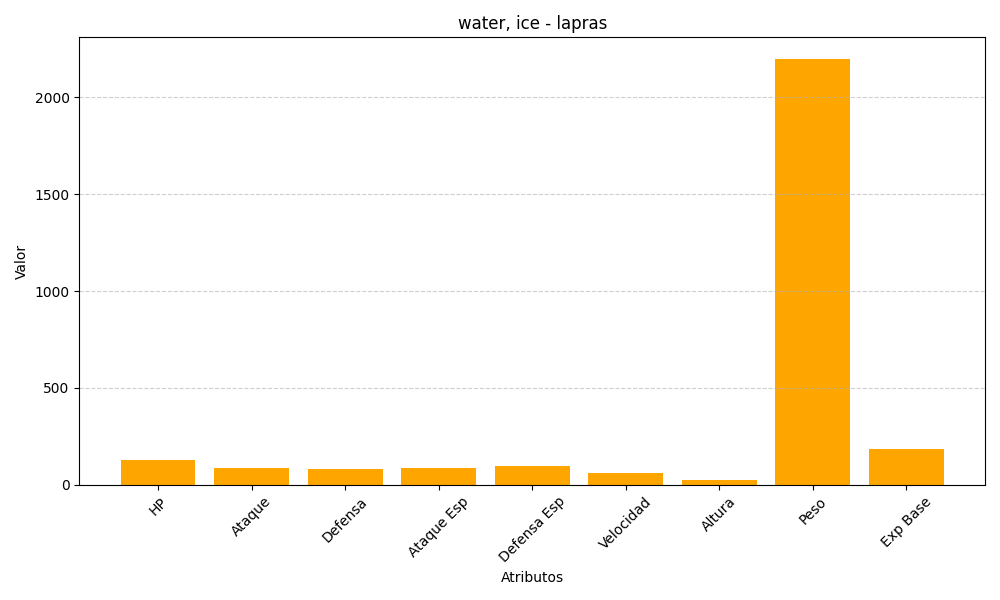 water, ice - lapras
Valor
2000
1500
1000
500
0
HP
Ataque
Defensa
Ataque Esp
Defensa Esp
Velocidad
Altura
Peso
Exp Base
Atributos